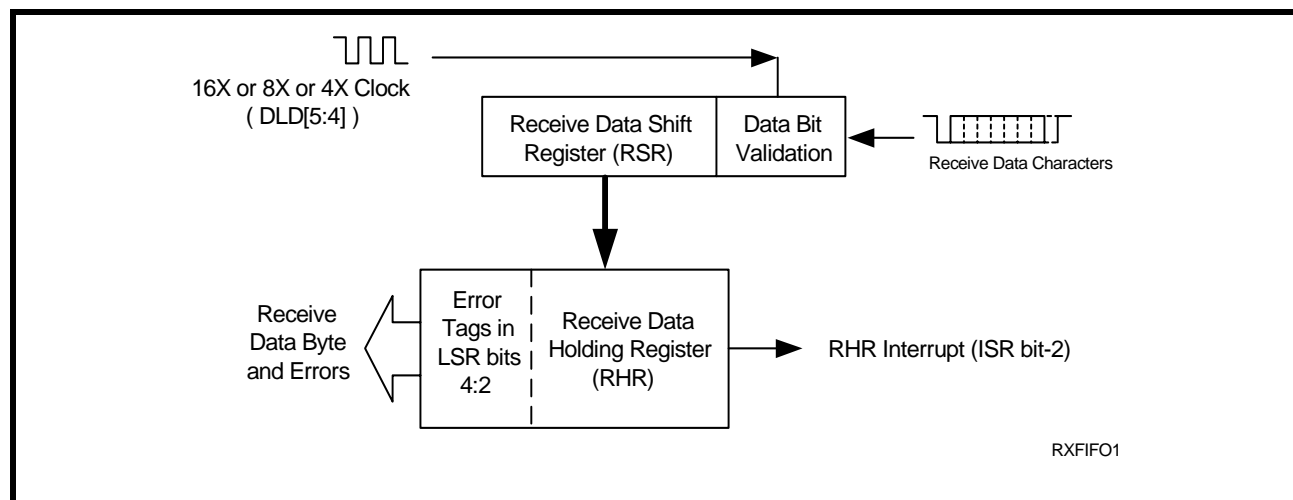 16X or 8X or 4X Clock
( DLD[5:4] )
Receive Data Shift
Register (RSR)
Data Bit
Validation
Receive Data Characters
Receive
Data Byte
and Errors
Error
Tags in
LSR bits
4:2
Receive Data
Holding Register
(RHR)
RHR Interrupt (ISR bit-2)
RXFIFO1